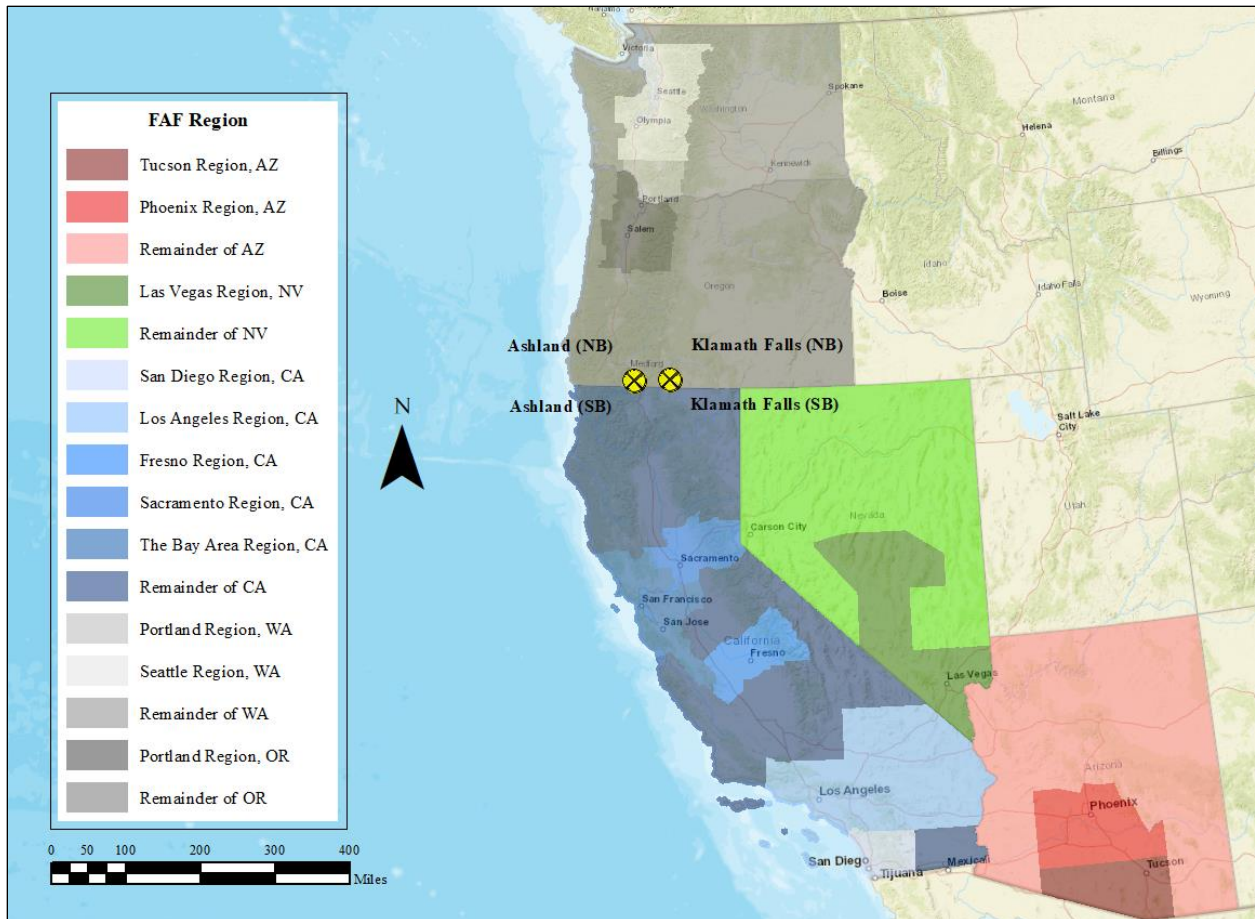 FAF Region
Tucson Region, AZ
Phoenix Region, AZ
Remainder of AZ
Las Vegas Region, NV
Remainder of NV
San Diego Region, CA
Los Angeles Region, CA
Fresno Region, CA
Sacramento Region, CA
The Bay Area Region, CA
Remainder of CA
Portland Region, WA
Seattle Region, WA
Remainder of WA
Portland Region, OR
Remainder of OR
0 50 100 200 300 400
Miles
N
Victoria
Seattle
Washington
Spokane
Olympia
Montana
Helena
Billings
Kennewick
Portland
Salem
Oregon
Idaho
Boise
Idaho Falls
Wyoming
Ashland (NB)
Klamath Falls (NB)
Medford
Ashland (SB)
Klamath Falls (SB)
Salt Lake
City
Utah
Nevada
Carson City
Sacramento
San Francisco
San Jose
California
Fresno
Las Vegas
Los Angeles
Arizona
Phoenix
San Diego
Tijuana
Mexicali
Tucson